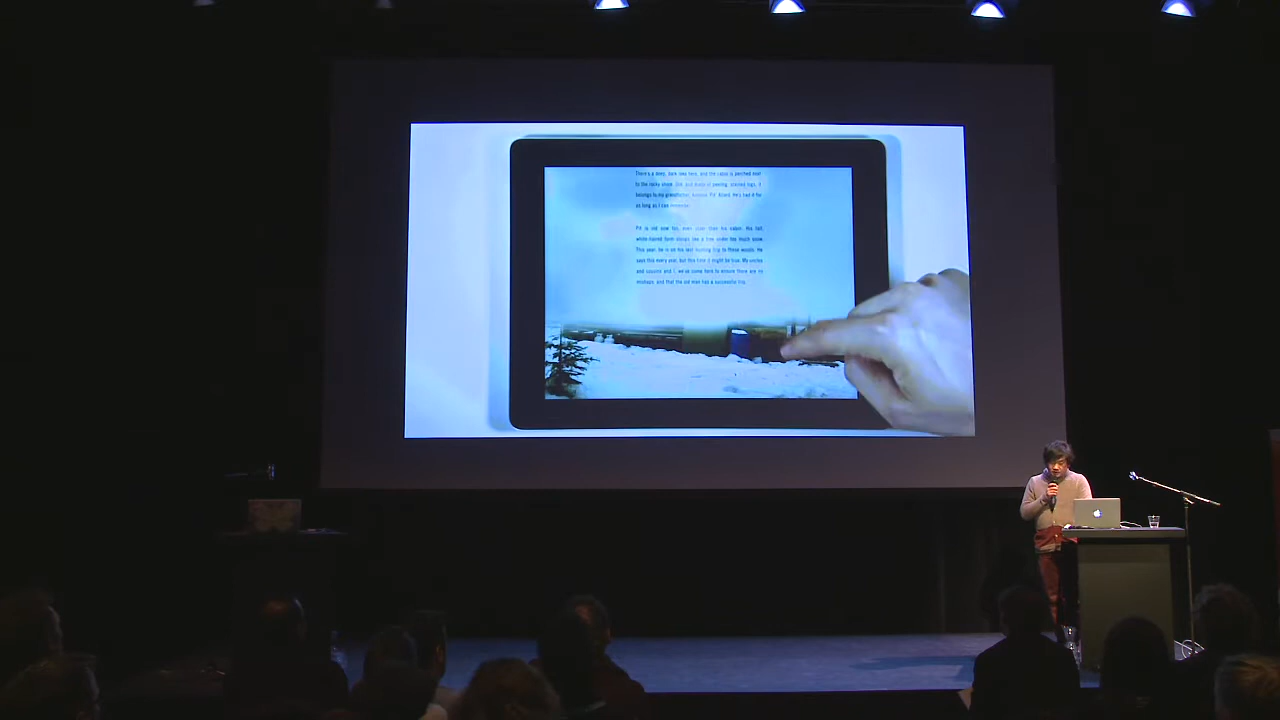 There's a deep, dark lake here, and the cabin is perched next
to the rocky shore. Silt and scabs of peeling, stained logs, it
belongs to my grandfather,
as long as I can remember.
Pif is old now too, even older than his cabin. His tall,
white-haired form droops like a tree under too much snow.
This year, he is on his last hunting trip to these woods. He
says this every year, but this time it might be true. My uncles
and cousins and I, we've come here to ensure there are no
mishaps, and that the old man has a successful trip.